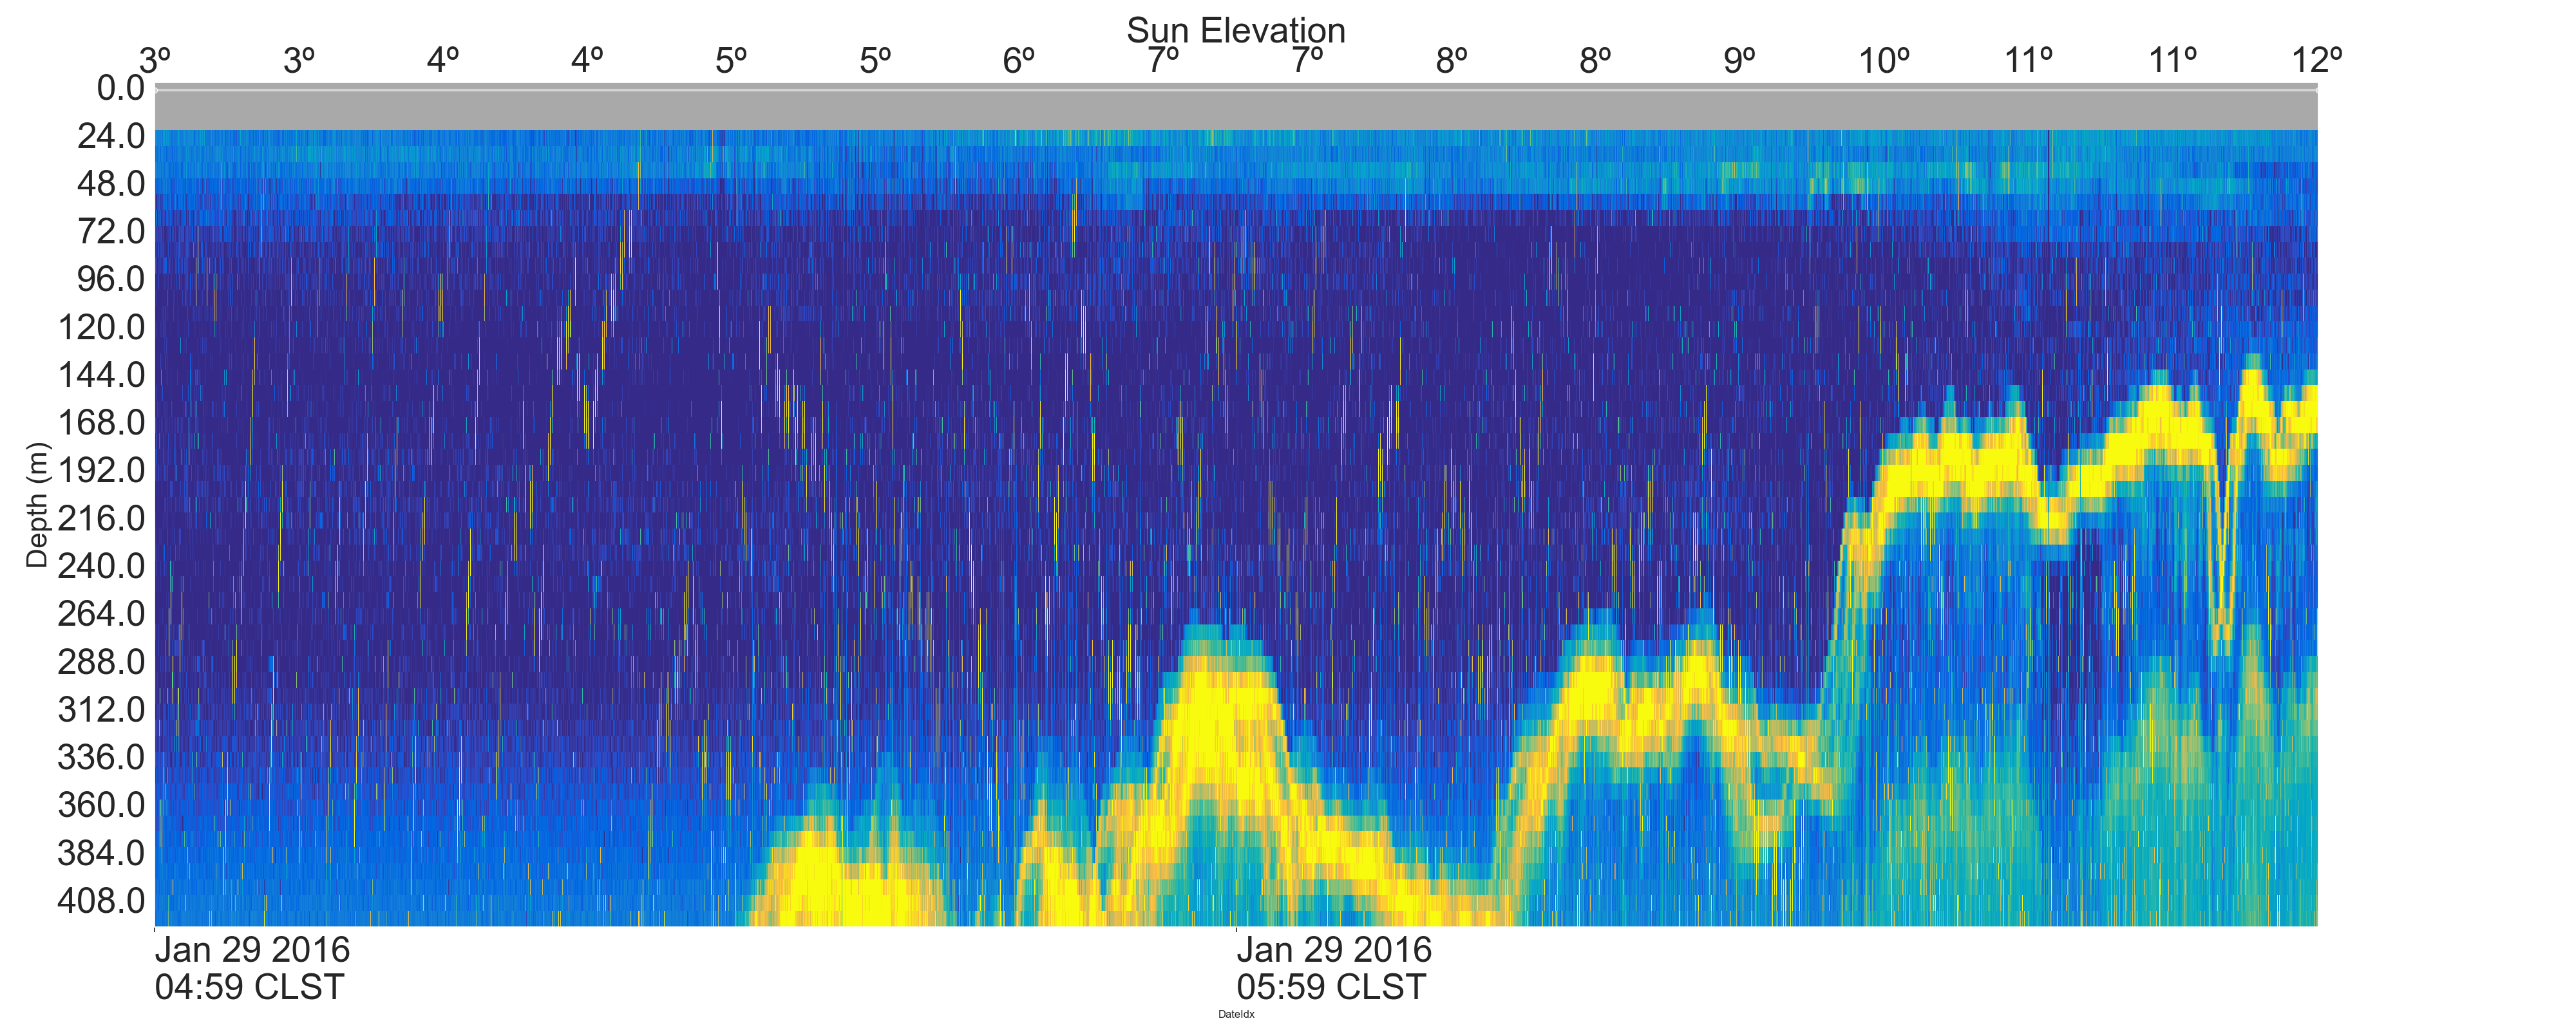 Sun Elevation
3º 3º 4º 4º 5º 5º 6º 7º 7º 8º 8º 9º 10º 11º 11º 12º
0.0
24.0
48.0
72.0
96.0
120.0
144.0
168.0
192.0
216.0
240.0
264.0
288.0
312.0
336.0
360.0
384.0
408.0
Depth (m)
Jan 29 2016
04:59 CLST
Jan 29 2016
05:59 CLST
DateIdx